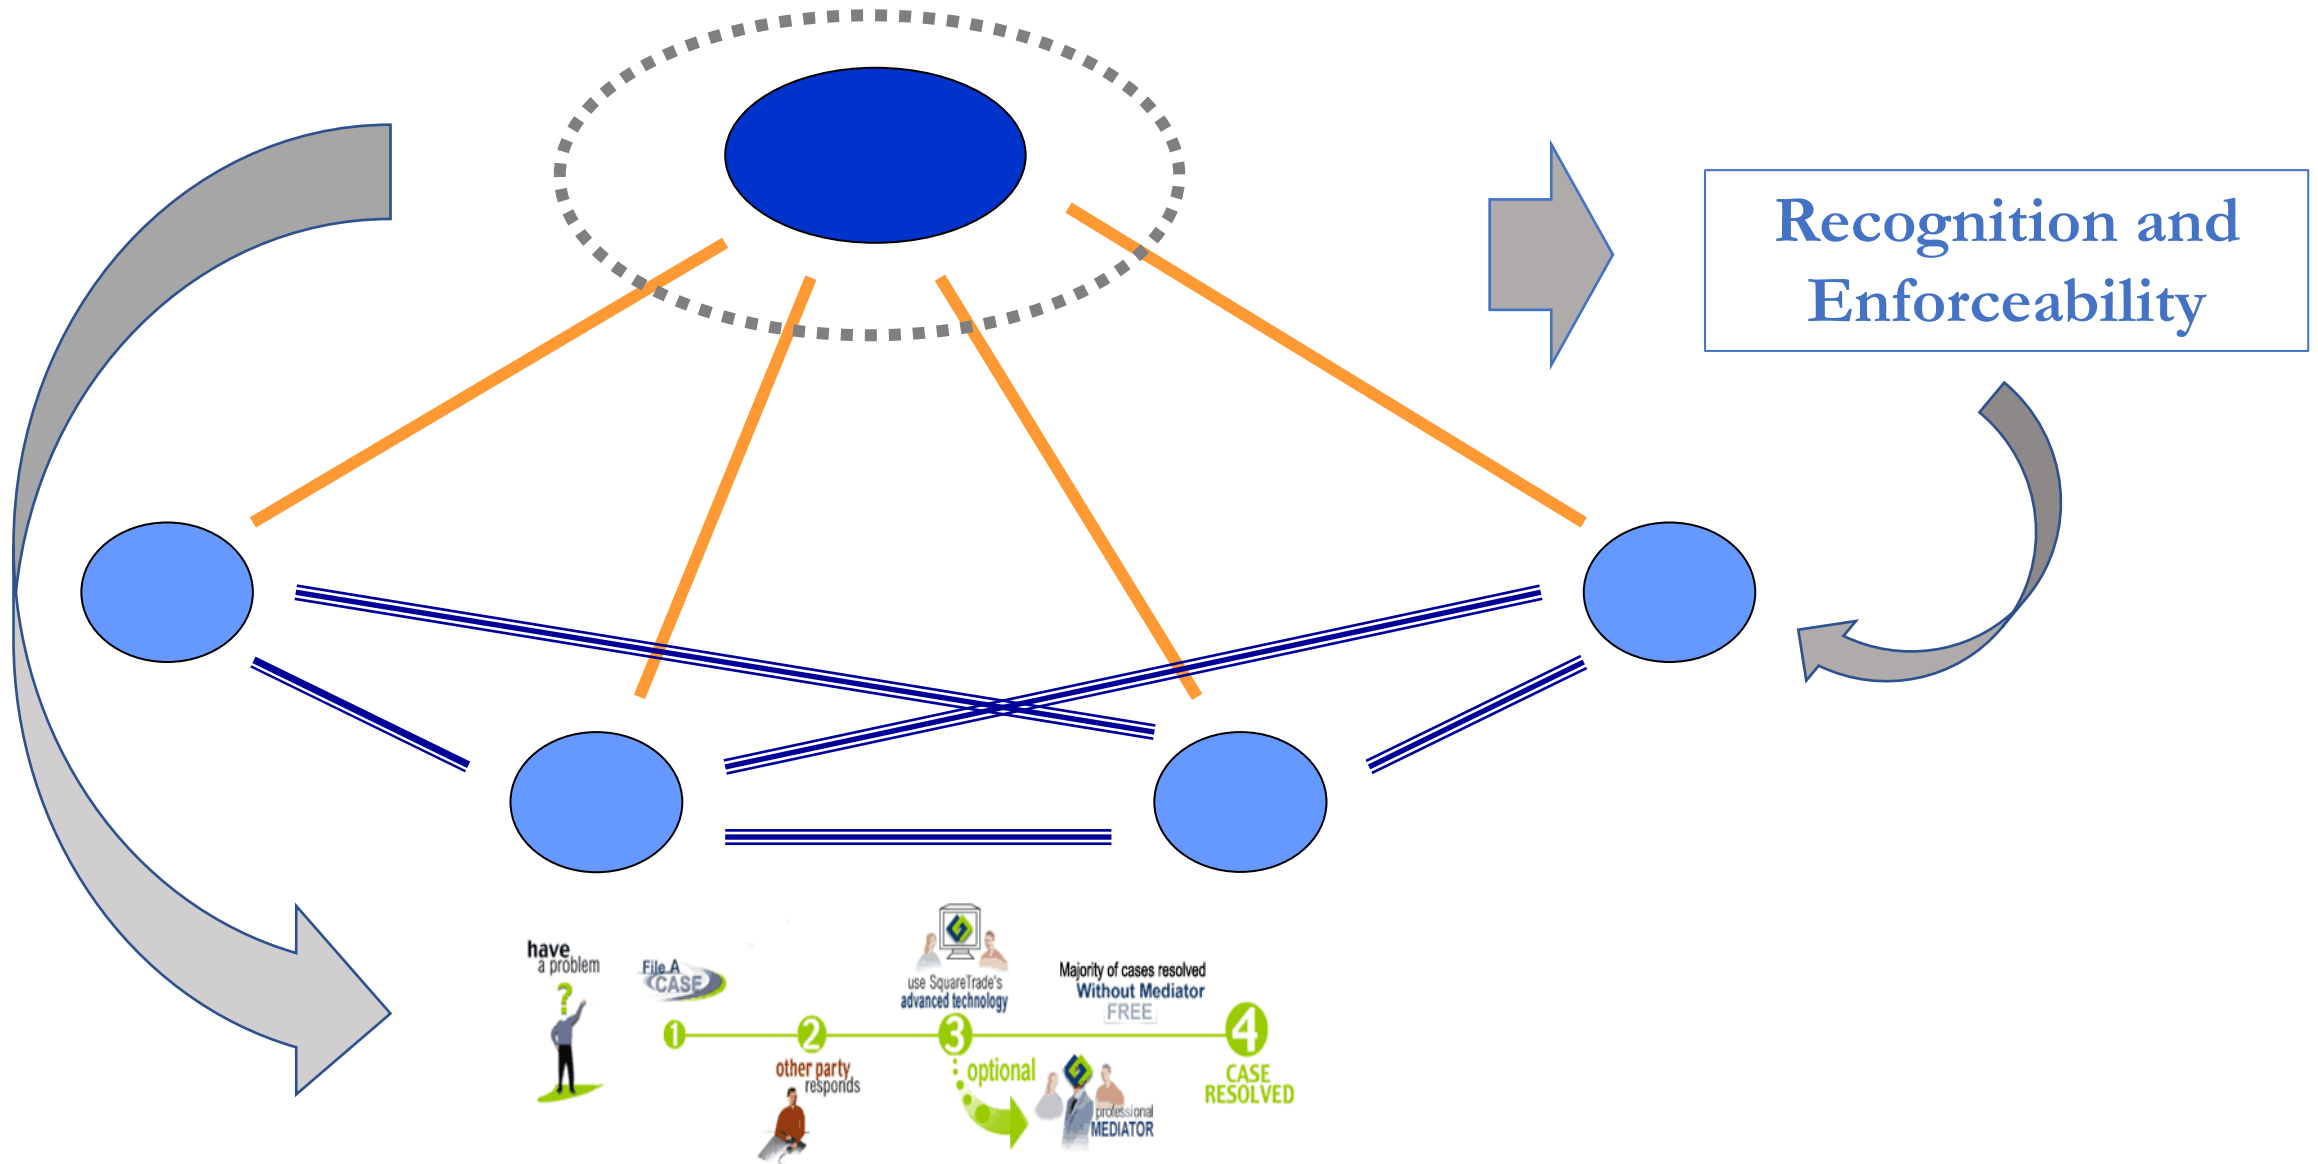 Recognition and
Enforceability
have
a problem
?
File A
CASE
use SquareTrade's
advanced technology
Majority of cases resolved
Without Mediator
FREE
1
2
3
4
other party
responds
optional
professional
MEDIATOR
CASE
RESOLVED